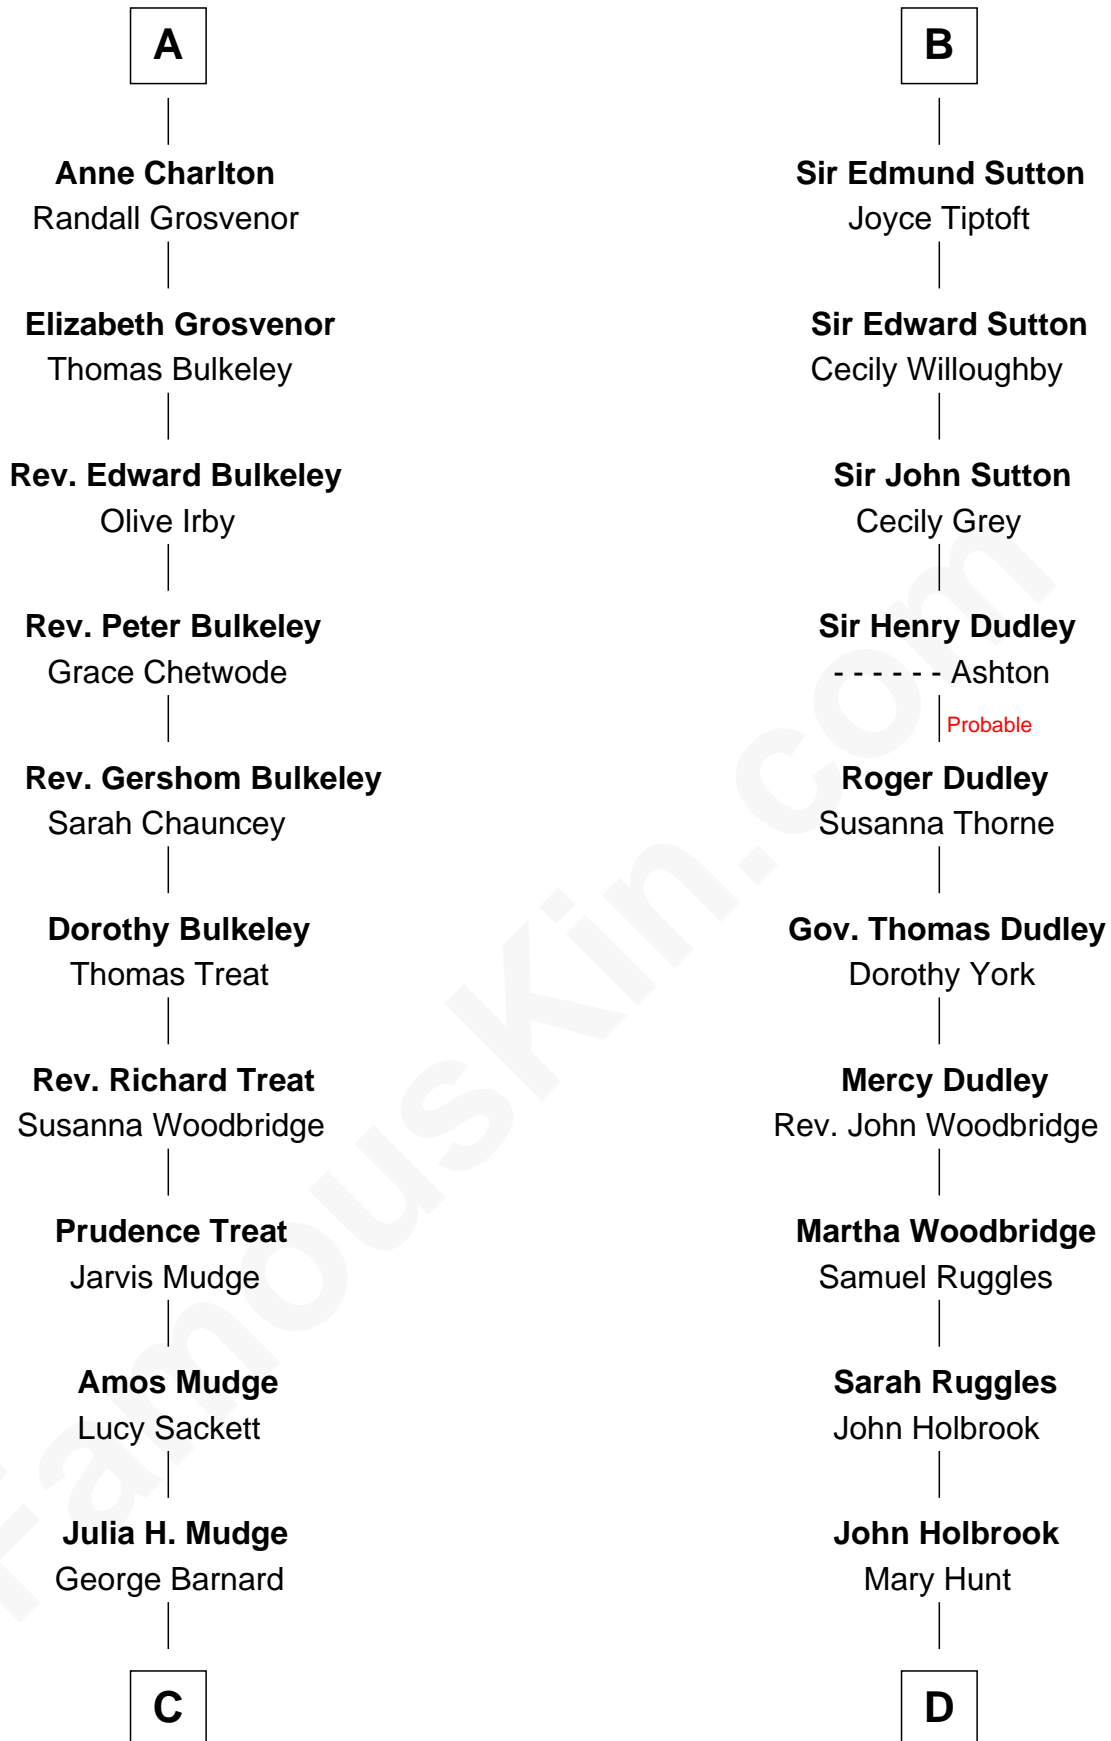 A
Anne Charlton
Randall Grosvenor
Elizabeth Grosvenor
Thomas Bulkeley
Rev. Edward Bulkeley
Olive Irby
Rev. Peter Bulkeley
Grace Chetwode
Rev. Gershom Bulkeley
Sarah Chauncey
Dorothy Bulkeley
Thomas Treat
Rev. Richard Treat
Susanna Woodbridge
Prudence Treat
Jarvis Mudge
Amos Mudge
Lucy Sackett
Julia H. Mudge
George Barnard
C
B
Sir Edmund Sutton
Joyce Tiptoft
Sir Edward Sutton
Cecily Willoughby
Sir John Sutton
Cecily Grey
Sir Henry Dudley
- - - - - - Ashton
Probable
Roger Dudley
Susanna Thorne
Gov. Thomas Dudley
Dorothy York
Mercy Dudley
Rev. John Woodbridge
Martha Woodbridge
Samuel Ruggles
Sarah Ruggles
John Holbrook
John Holbrook
Mary Hunt
D
FamousKin.com